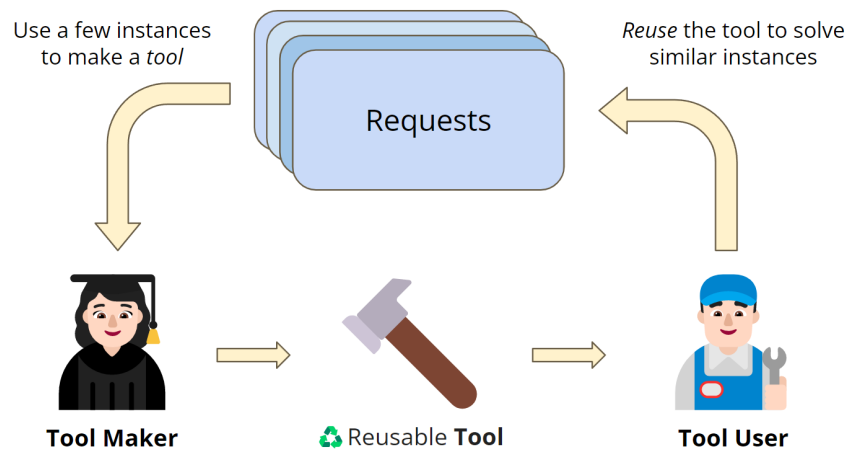 Use a few instances
to make a tool
Requests
Reuse the tool to solve
similar instances
Tool Maker
Reusable Tool
Tool User